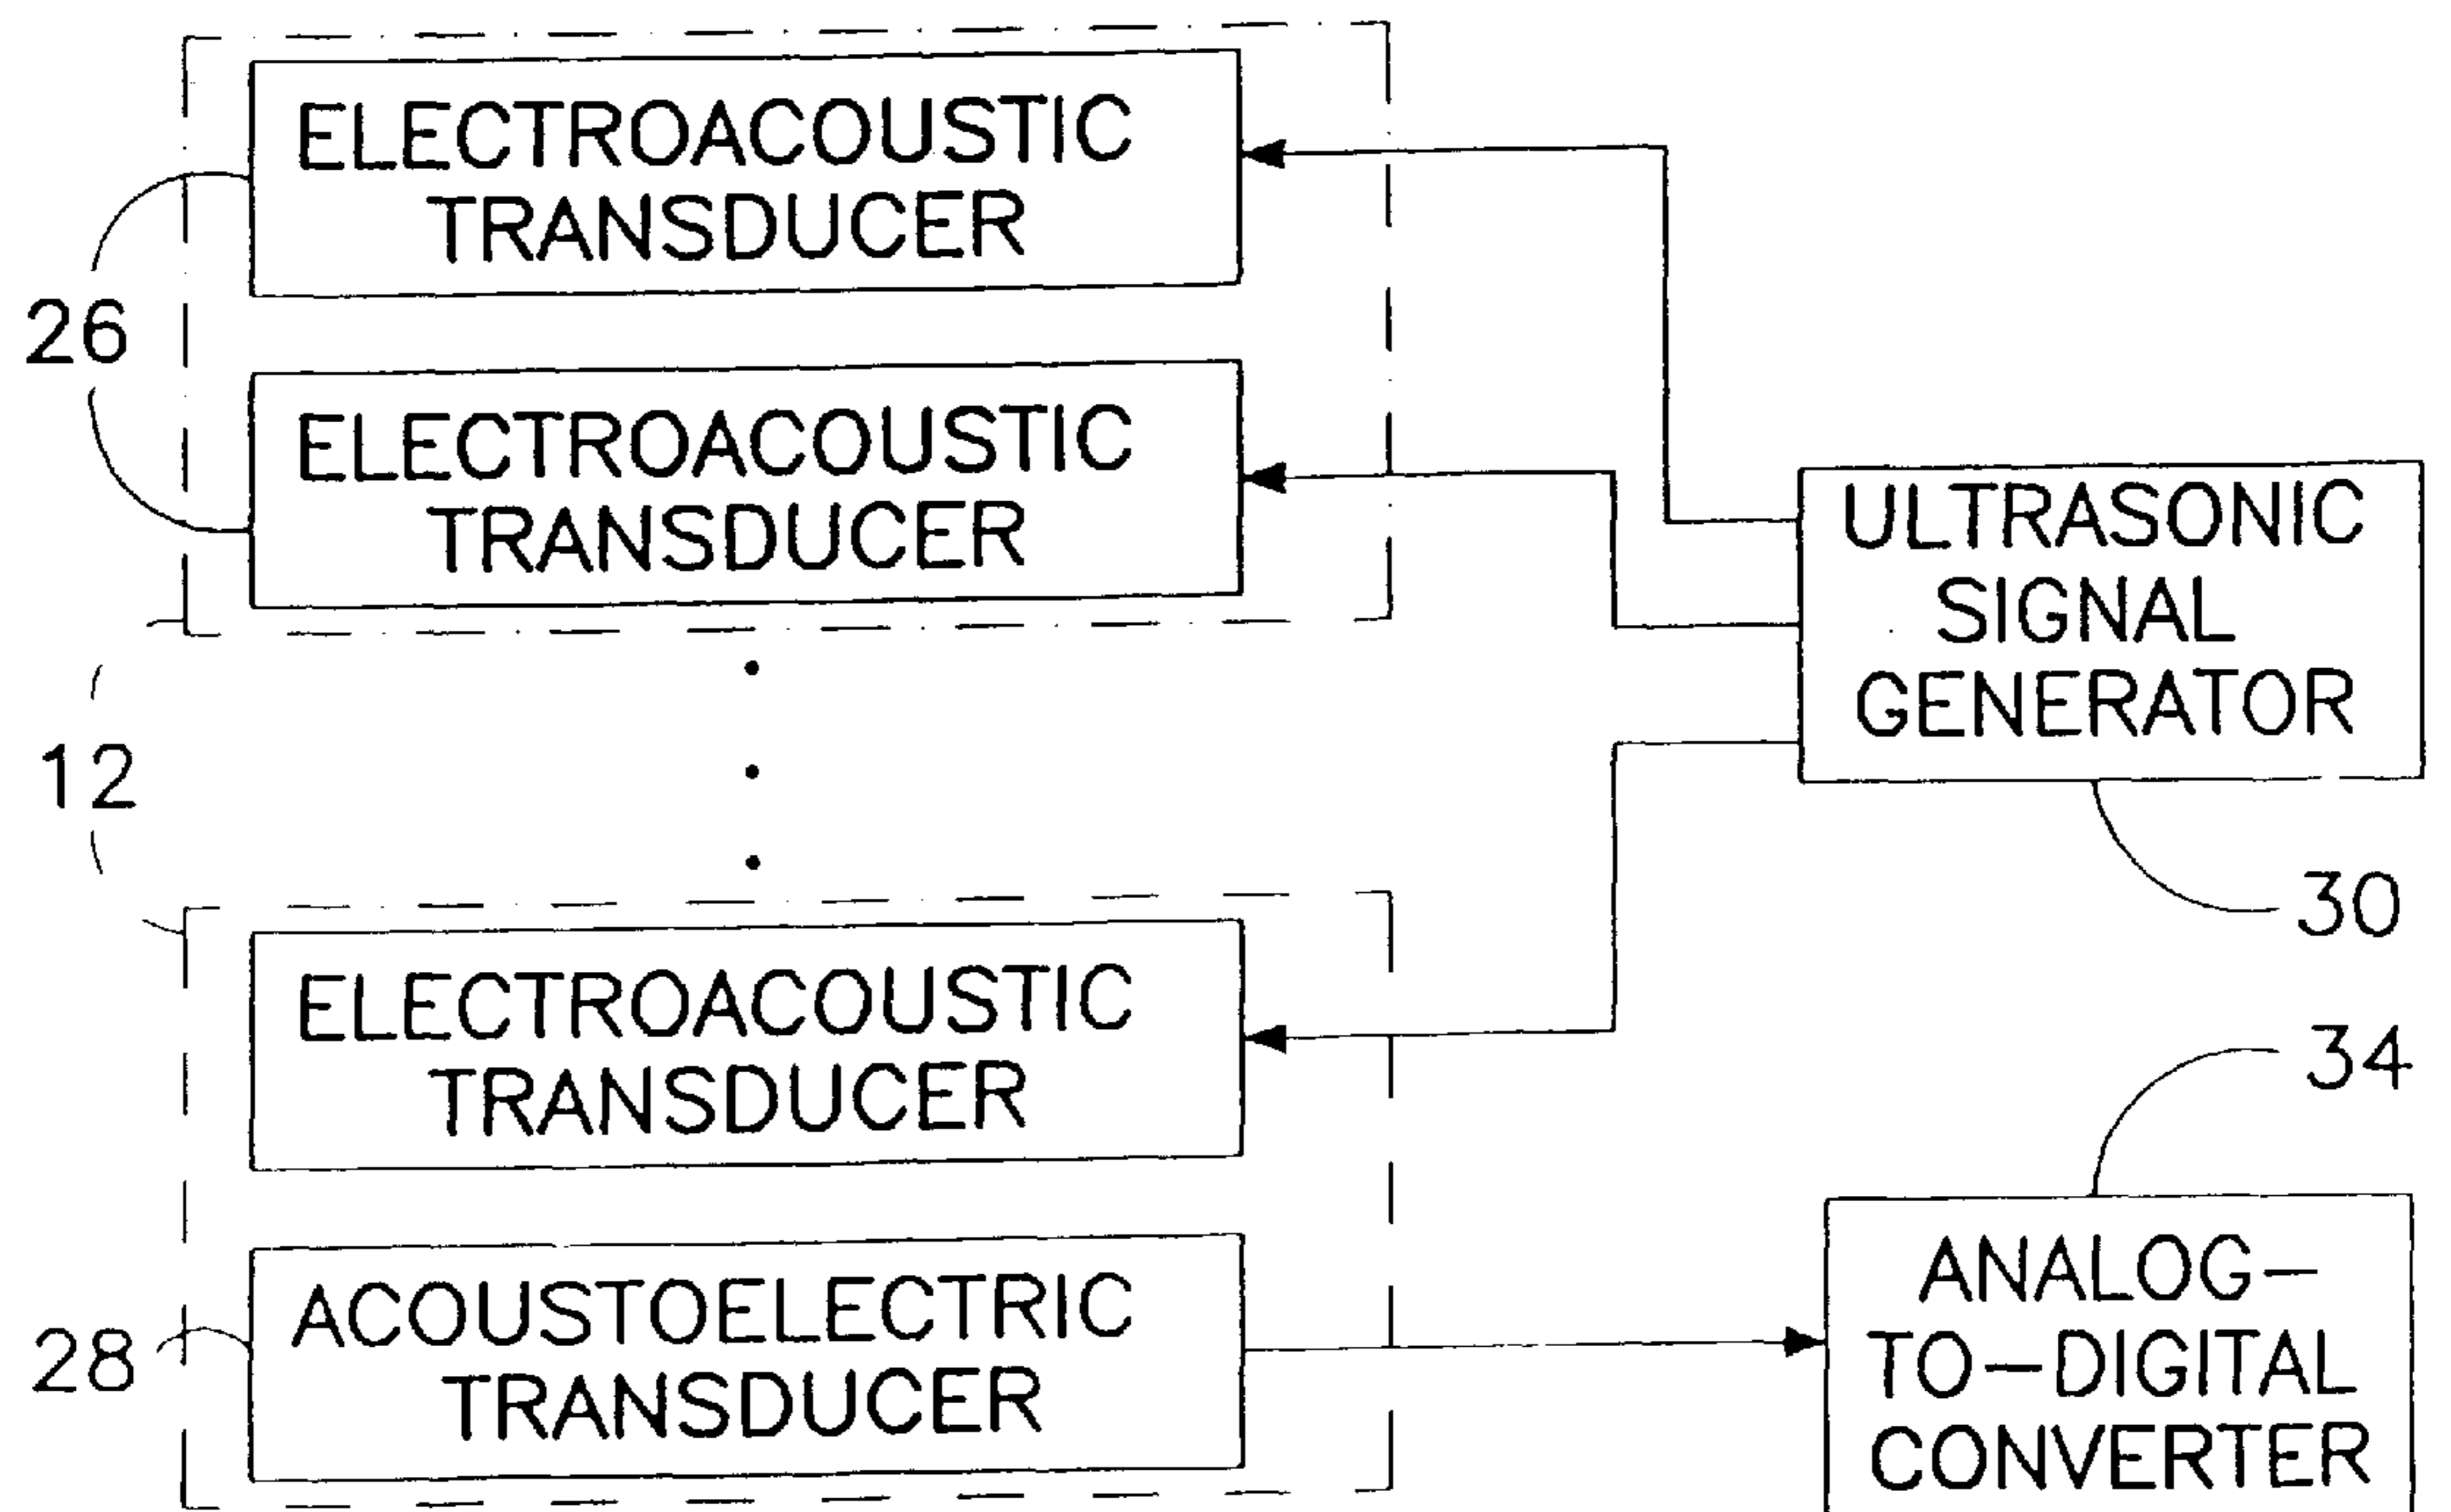 ELECTROACOUSTIC
TRANSDUCER
26
ELECTROACOUSTIC
TRANSDUCER
ULTRASONIC
SIGNAL
GENERATOR
12
30
ELECTROACOUSTIC
TRANSDUCER
34
ACOUSTOELECTRIC
TRANSDUCER
28
ANALOG-
TO-DIGITAL
CONVERTER